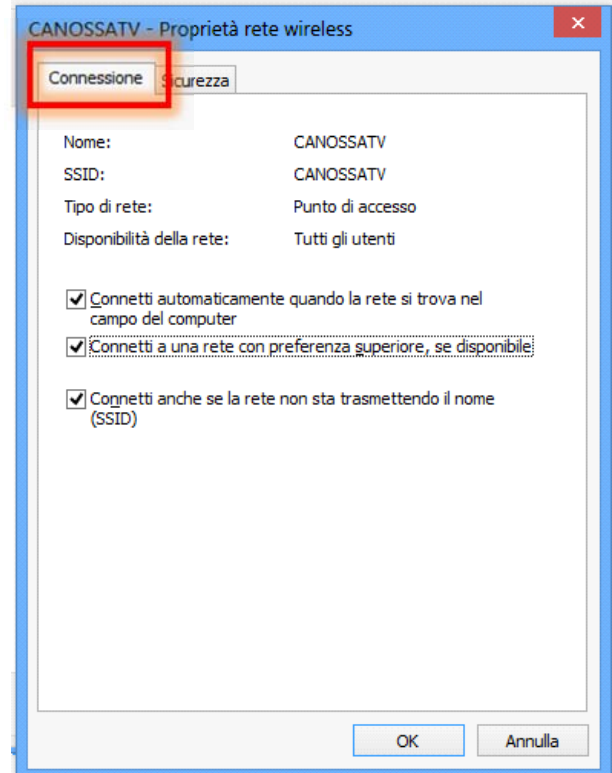 CANOSSATV - Proprietà rete wireless
Connessione Sicurezza
Nome: CANOSSATV
SSID: CANOSSATV
Tipo di rete: Punto di accesso
Disponibilità della rete: Tutti gli utenti
Connetti automaticamente quando la rete si trova nel
campo del computer
Connetti a una rete con preferenza superiore, se disponibile
Connetti anche se la rete non sta trasmettendo il nome
(SSID)
OK Annulla